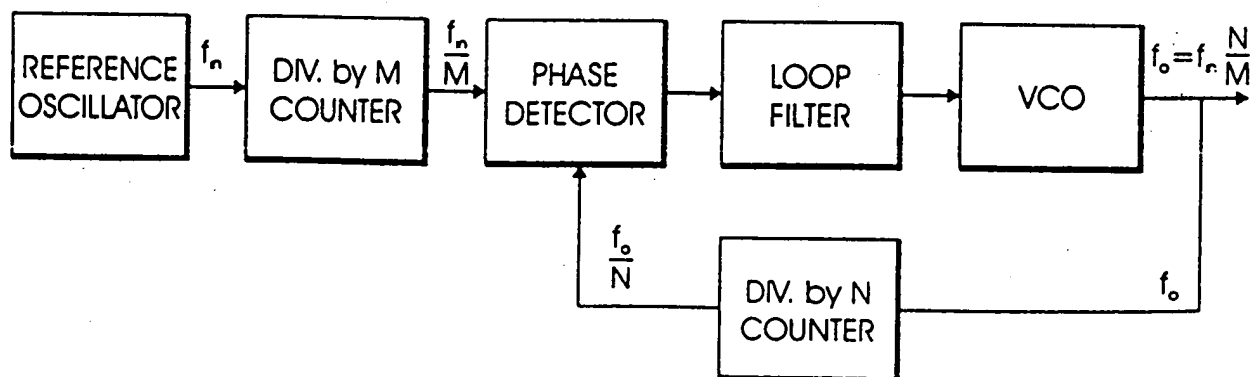 REFERENCE
OSCILLATOR
fₙ
DIV. by M
COUNTER
fₙ
M
PHASE
DETECTOR
LOOP
FILTER
VCO
fₒ=fₙ N
M
fₒ
N
DIV. by N
COUNTER
fₒ